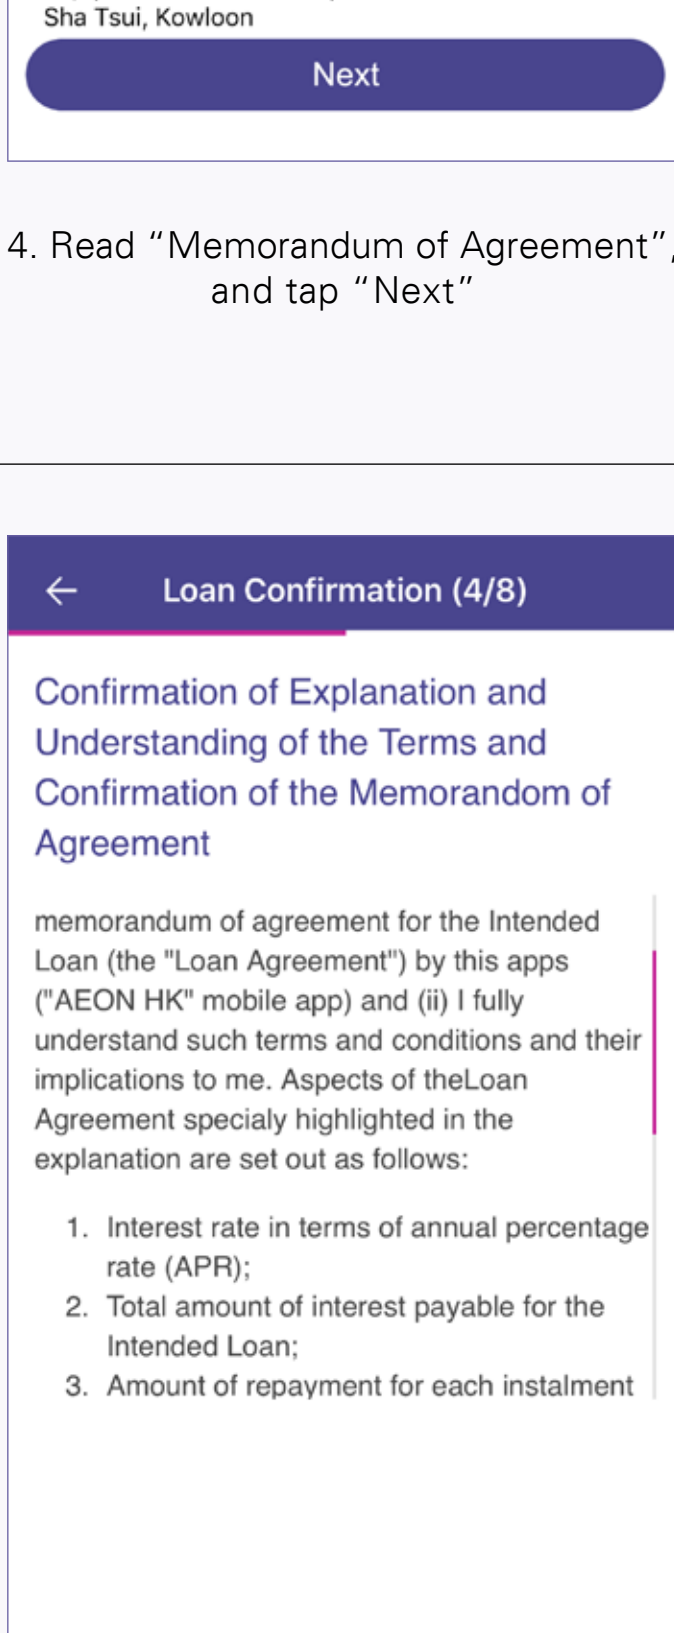 Sha Tsui, Kowloon
Next
4. Read “Memorandum of Agreement”,
and tap “Next”
Loan Confirmation (4/8)
Confirmation of Explanation and
Understanding of the Terms and
Confirmation of the Memorandom of
Agreement
memorandum of agreement for the Intended
Loan (the "Loan Agreement") by this apps
("AEON HK" mobile app) and (ii) I fully
understand such terms and conditions and their
implications to me. Aspects of theLoan
Agreement specialy highlighted in the
explanation are set out as follows:
1. Interest rate in terms of annual percentage
rate (APR);
2. Total amount of interest payable for the
Intended Loan;
3. Amount of repayment for each instalment